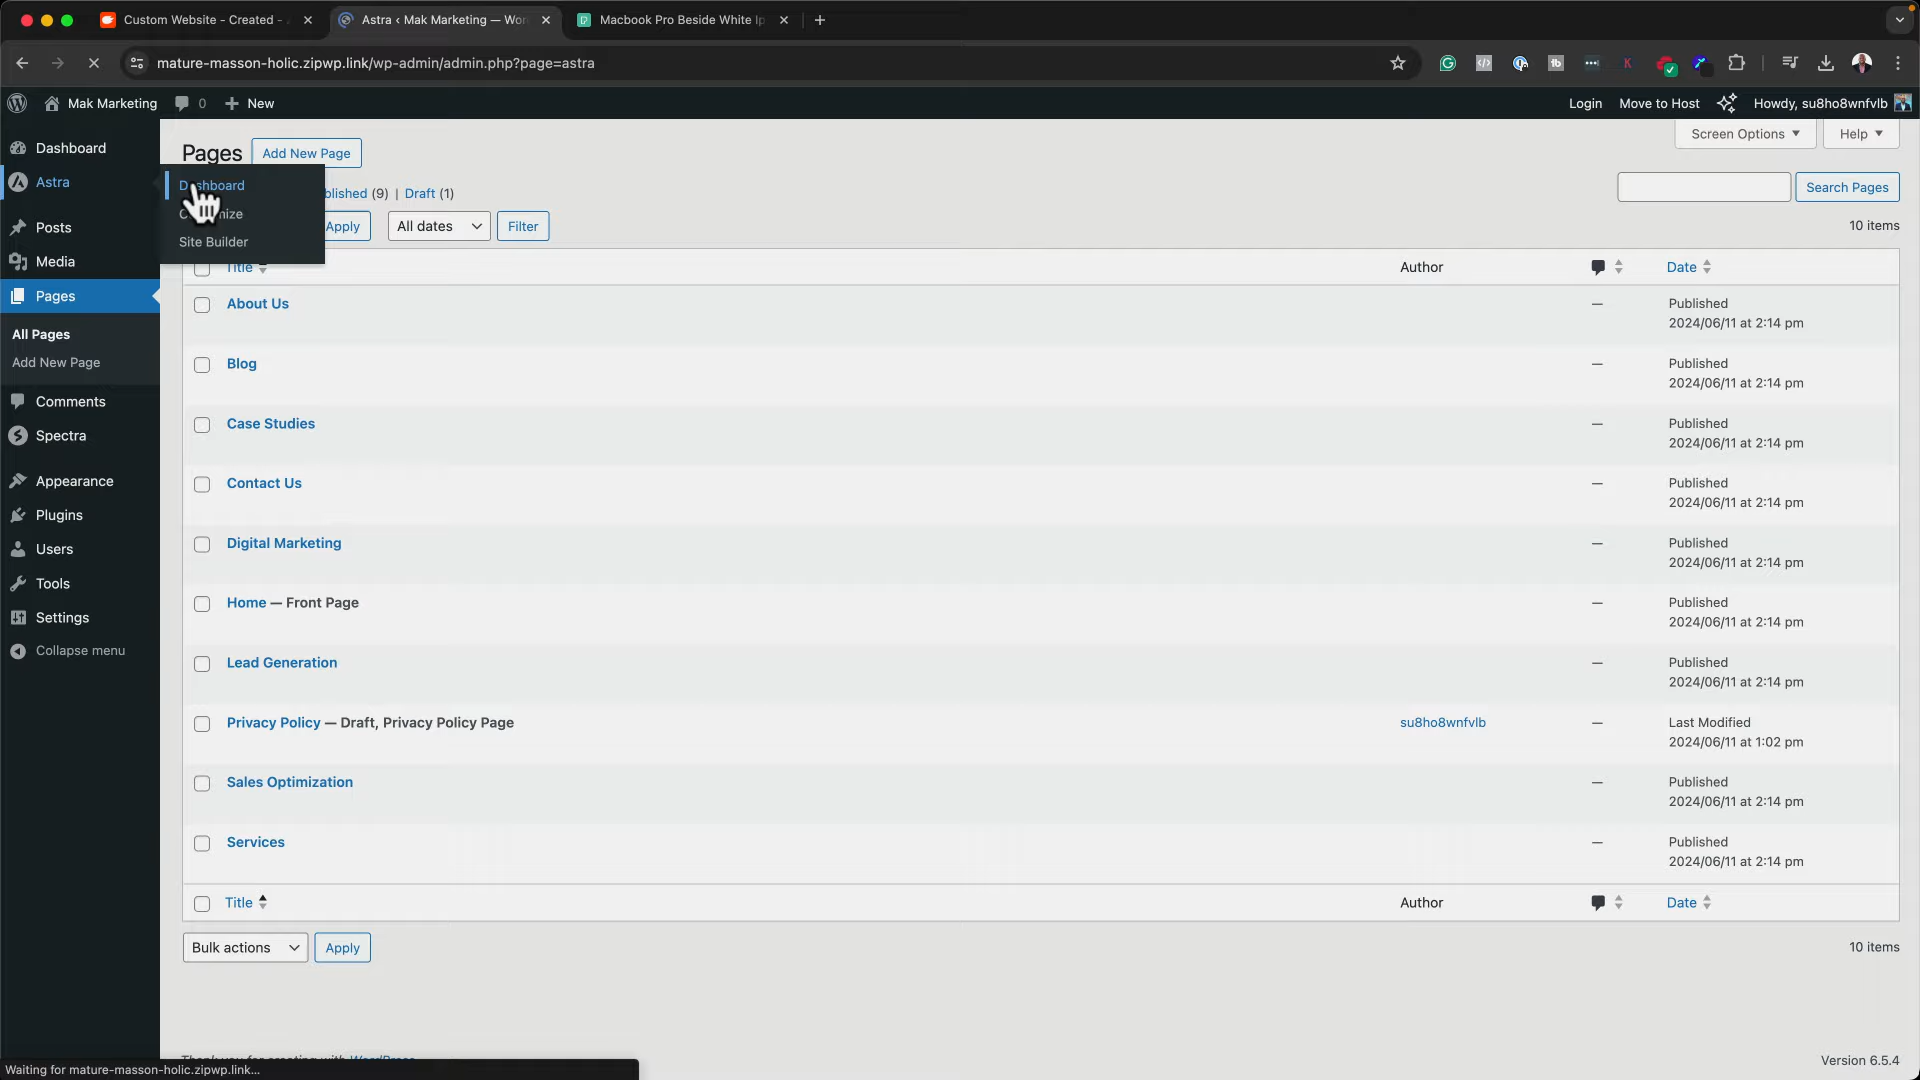 Custom Website - Created -
Astra ‹ Mak Marketing — Wor
Macbook Pro Beside White Ip
mature-masson-holic.zipwp.link/wp-admin/admin.php?page=astra
Mak Marketing
0
New
Login
Move to Host
Howdy, su8ho8wnfvlb
Dashboard
Astra
Posts
Media
Pages
All Pages
Add New Page
Comments
Spectra
Appearance
Plugins
Users
Tools
Settings
Collapse menu
Dashboard
Site Builder
Pages
Add New Page
Screen Options
Help
blished (9) | Draft (1)
Search Pages
Apply
All dates
Filter
10 items
Title
Author
Date
About Us
—
Published
2024/06/11 at 2:14 pm
Blog
—
Published
2024/06/11 at 2:14 pm
Case Studies
—
Published
2024/06/11 at 2:14 pm
Contact Us
—
Published
2024/06/11 at 2:14 pm
Digital Marketing
—
Published
2024/06/11 at 2:14 pm
Home — Front Page
—
Published
2024/06/11 at 2:14 pm
Lead Generation
—
Published
2024/06/11 at 2:14 pm
Privacy Policy — Draft, Privacy Policy Page
su8ho8wnfvlb
—
Last Modified
2024/06/11 at 1:02 pm
Sales Optimization
—
Published
2024/06/11 at 2:14 pm
Services
—
Published
2024/06/11 at 2:14 pm
Title
Author
Date
Bulk actions
Apply
10 items
Thank you for creating with WordPress
Version 6.5.4
Waiting for mature-masson-holic.zipwp.link...